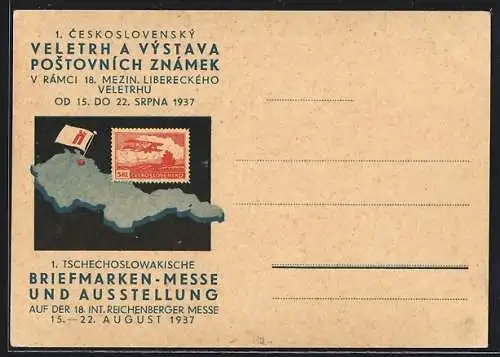 1. ČESKOSLOVENSKÝ
VELETRH A VÝSTAVA
POŠTOVNÍCH ZNÁMEK
V RÁMCI 18. MEZIN. LIBERECKÉHO
VELETRHU
OD 15. DO 22. SRPNA 1937
ČESKOSLOVENSKO
1. TSCHECHOSLOWAKISCHE
BRIEFMARKEN-MESSE
UND AUSSTELLUNG
AUF DER 18. INT. REICHENBERGER MESSE
15.—22. AUGUST 1937